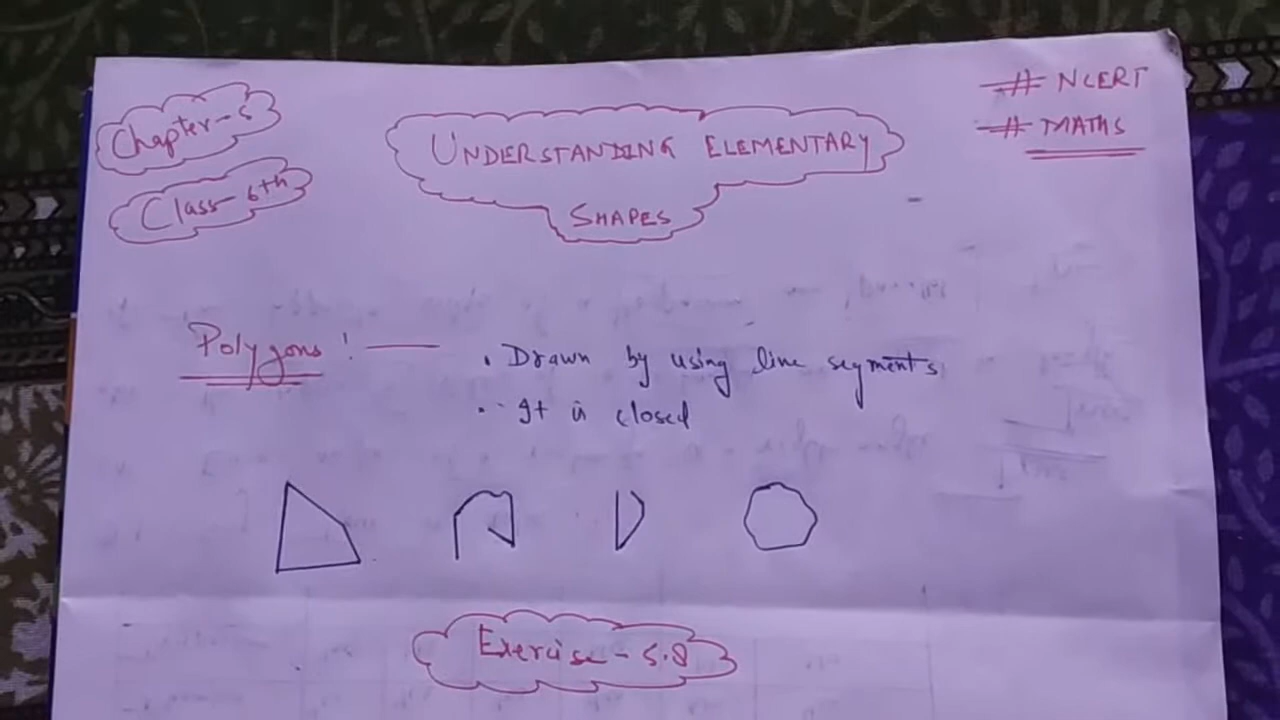 Chapter-5
Class-6th
UNDERSTANDING ELEMENTARY
SHAPES
# NCERT
# MATHS
Polygons :—
. Drawn by using line segments
. It is closed
Exercise - 5.8